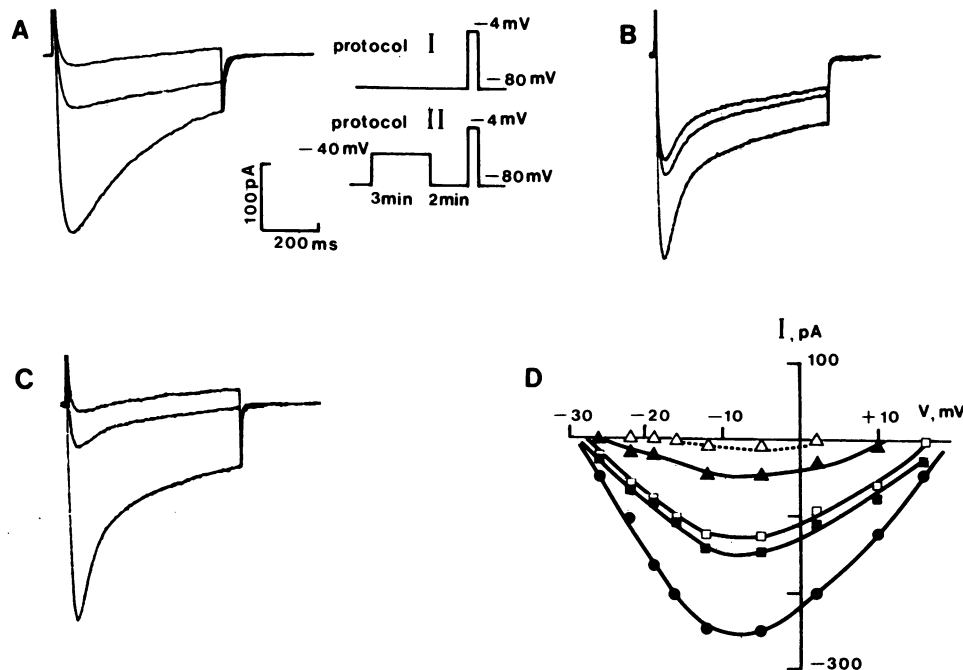 A
protocol I
−4mV
−80mV
protocol II
−4mV
−40mV
−80mV
3min 2min
100pA
200ms
B
C
D
I, pA
100
−30
−20
−10
+10
V, mV
−300